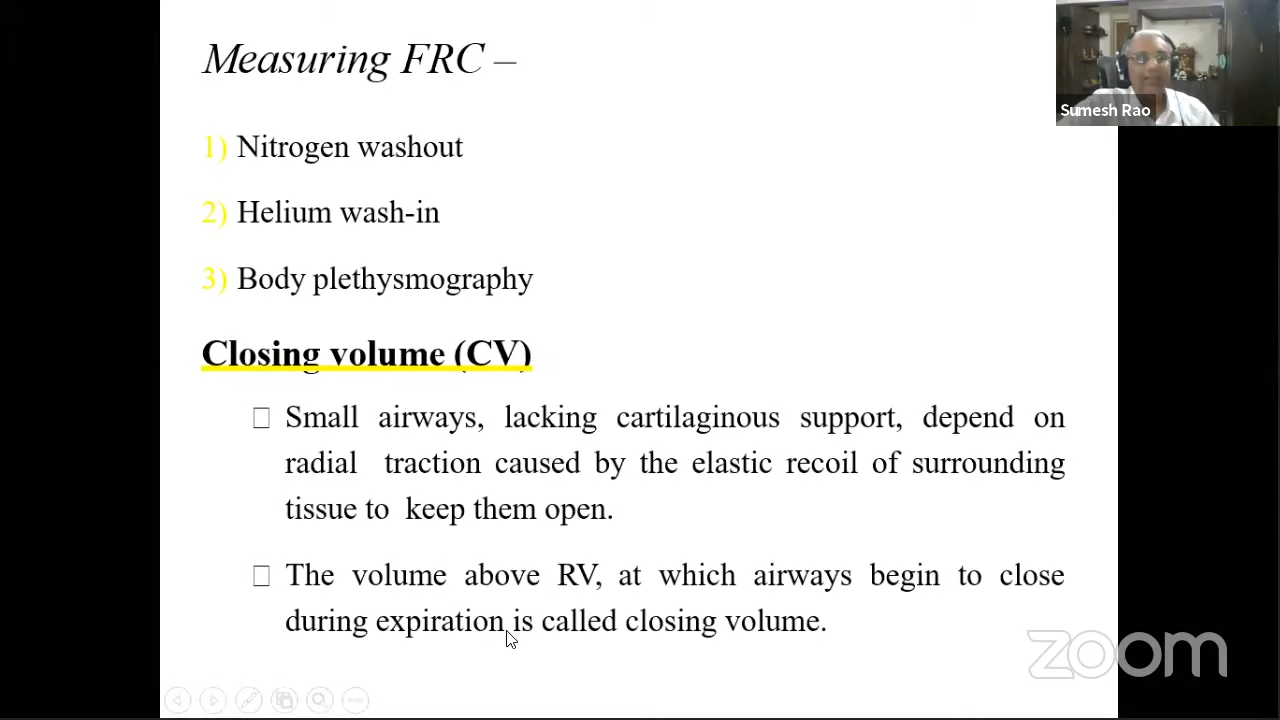 Measuring FRC –
Sumesh Rao
1) Nitrogen washout
2) Helium wash-in
3) Body plethysmography
Closing volume (CV)
Small airways, lacking cartilaginous support, depend on
radial traction caused by the elastic recoil of surrounding
tissue to keep them open.
The volume above RV, at which airways begin to close
during expiration is called closing volume.
zoom